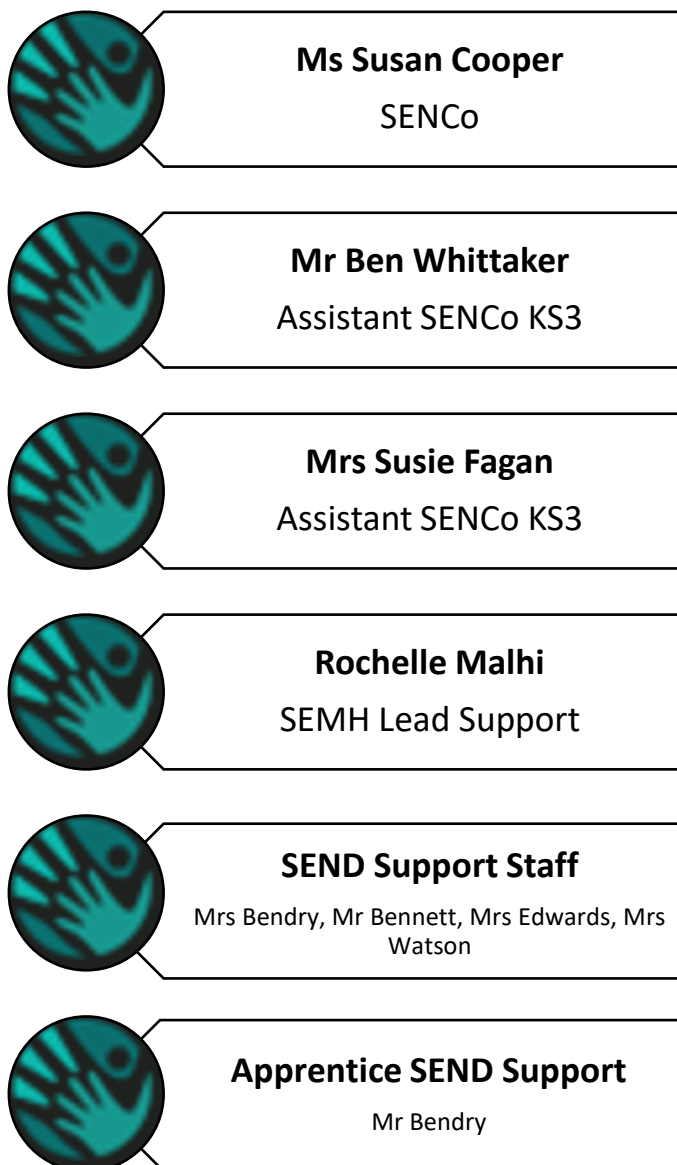 Ms Susan Cooper
SENCo
Mr Ben Whittaker
Assistant SENCo KS3
Mrs Susie Fagan
Assistant SENCo KS3
Rochelle Malhi
SEMH Lead Support
SEND Support Staff
Mrs Bendry, Mr Bennett, Mrs Edwards, Mrs
Watson
Apprentice SEND Support
Mr Bendry